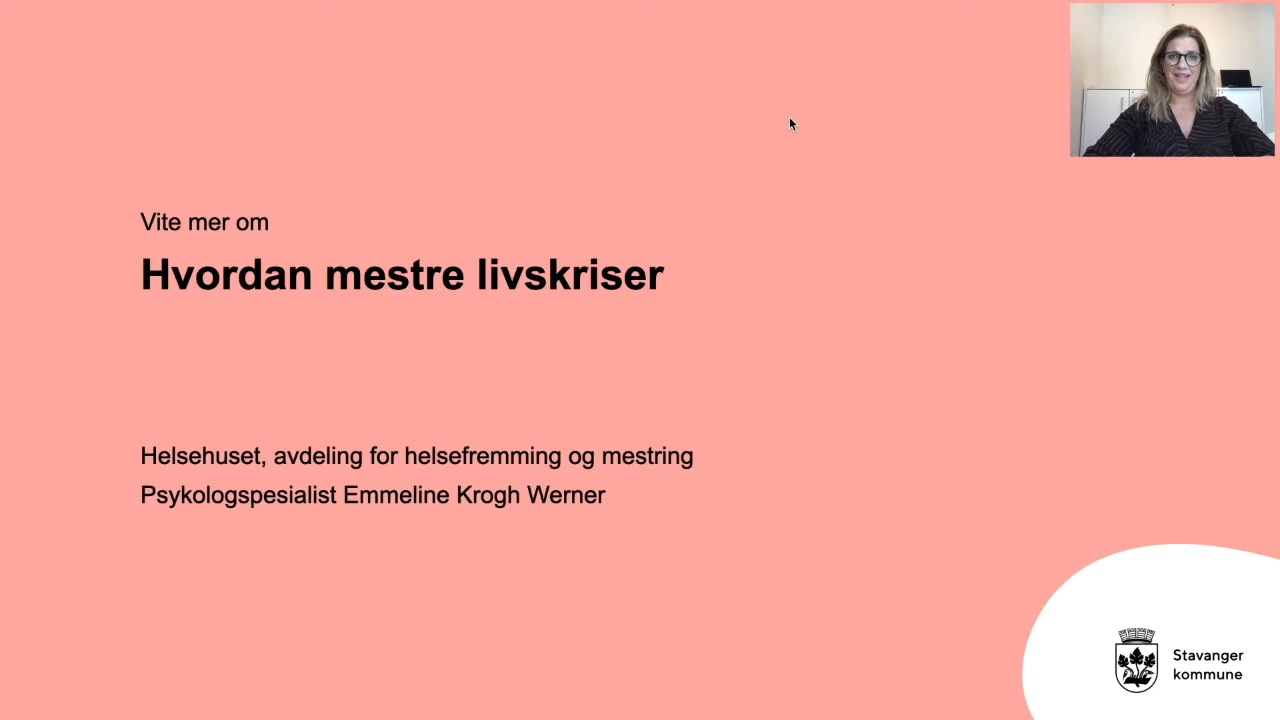 Vite mer om
Hvordan mestre livskriser
Helsehuset, avdeling for helsefremming og mestring
Psykologspesialist Emmeline Krogh Werner
Stavanger
kommune